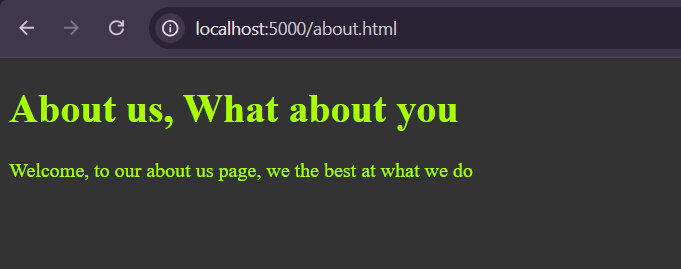 localhost:5000/about.html
About us, What about you
Welcome, to our about us page, we the best at what we do